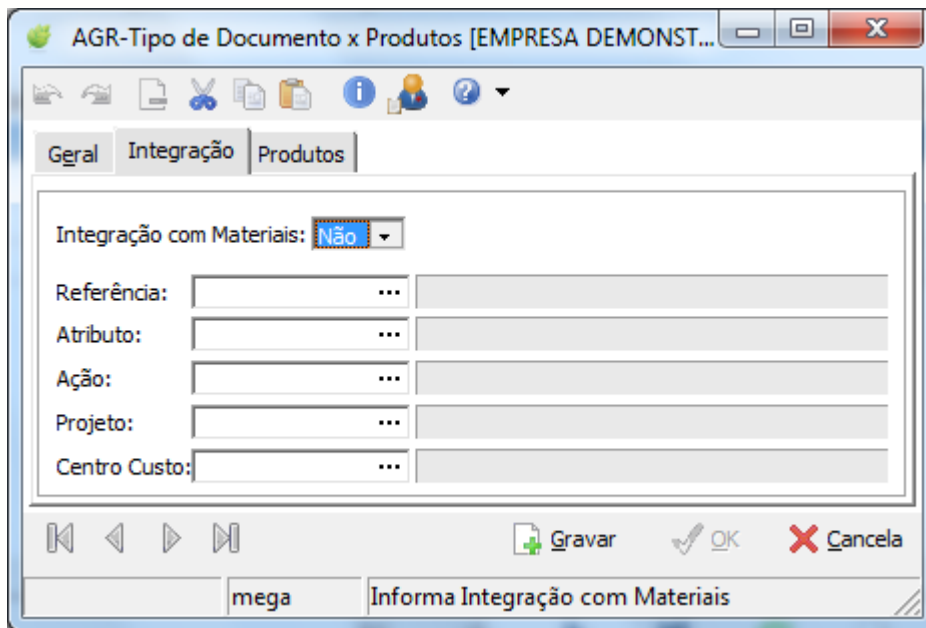 AGR-Tipo de Documento x Produtos [EMPRESA DEMONST...
Geral Integração Produtos
Integração com Materiais: Não
Referência: ...
Atributo: ...
Ação: ...
Projeto: ...
Centro Custo: ...
Gravar OK Cancela
mega Informa Integração com Materiais